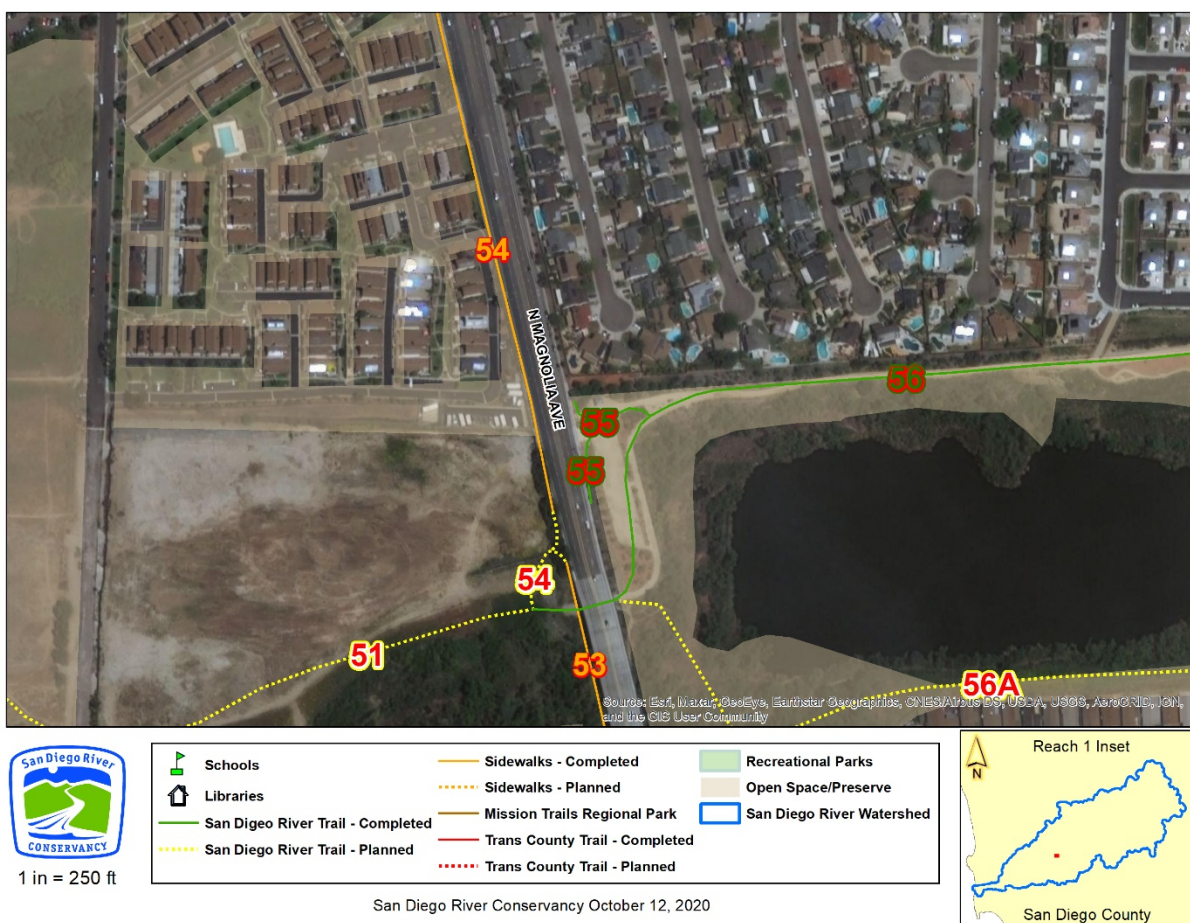 54
N MAGNOLIA AVE
56
55
55
54
51
53
56A
Source: Esri, Maxar, GeoEye, Earthstar Geographics, CNES/Airbus DS, USDA, USGS, AeroGRID, IGN,
and the GIS User Community
San Diego River
CONSERVANCY
1 in = 250 ft
Schools
Libraries
San Digeo River Trail - Completed
San Diego River Trail - Planned
Sidewalks - Completed
Sidewalks - Planned
Mission Trails Regional Park
Trans County Trail - Completed
Trans County Trail - Planned
Recreational Parks
Open Space/Preserve
San Diego River Watershed
Reach 1 Inset
N
San Diego County
San Diego River Conservancy October 12, 2020